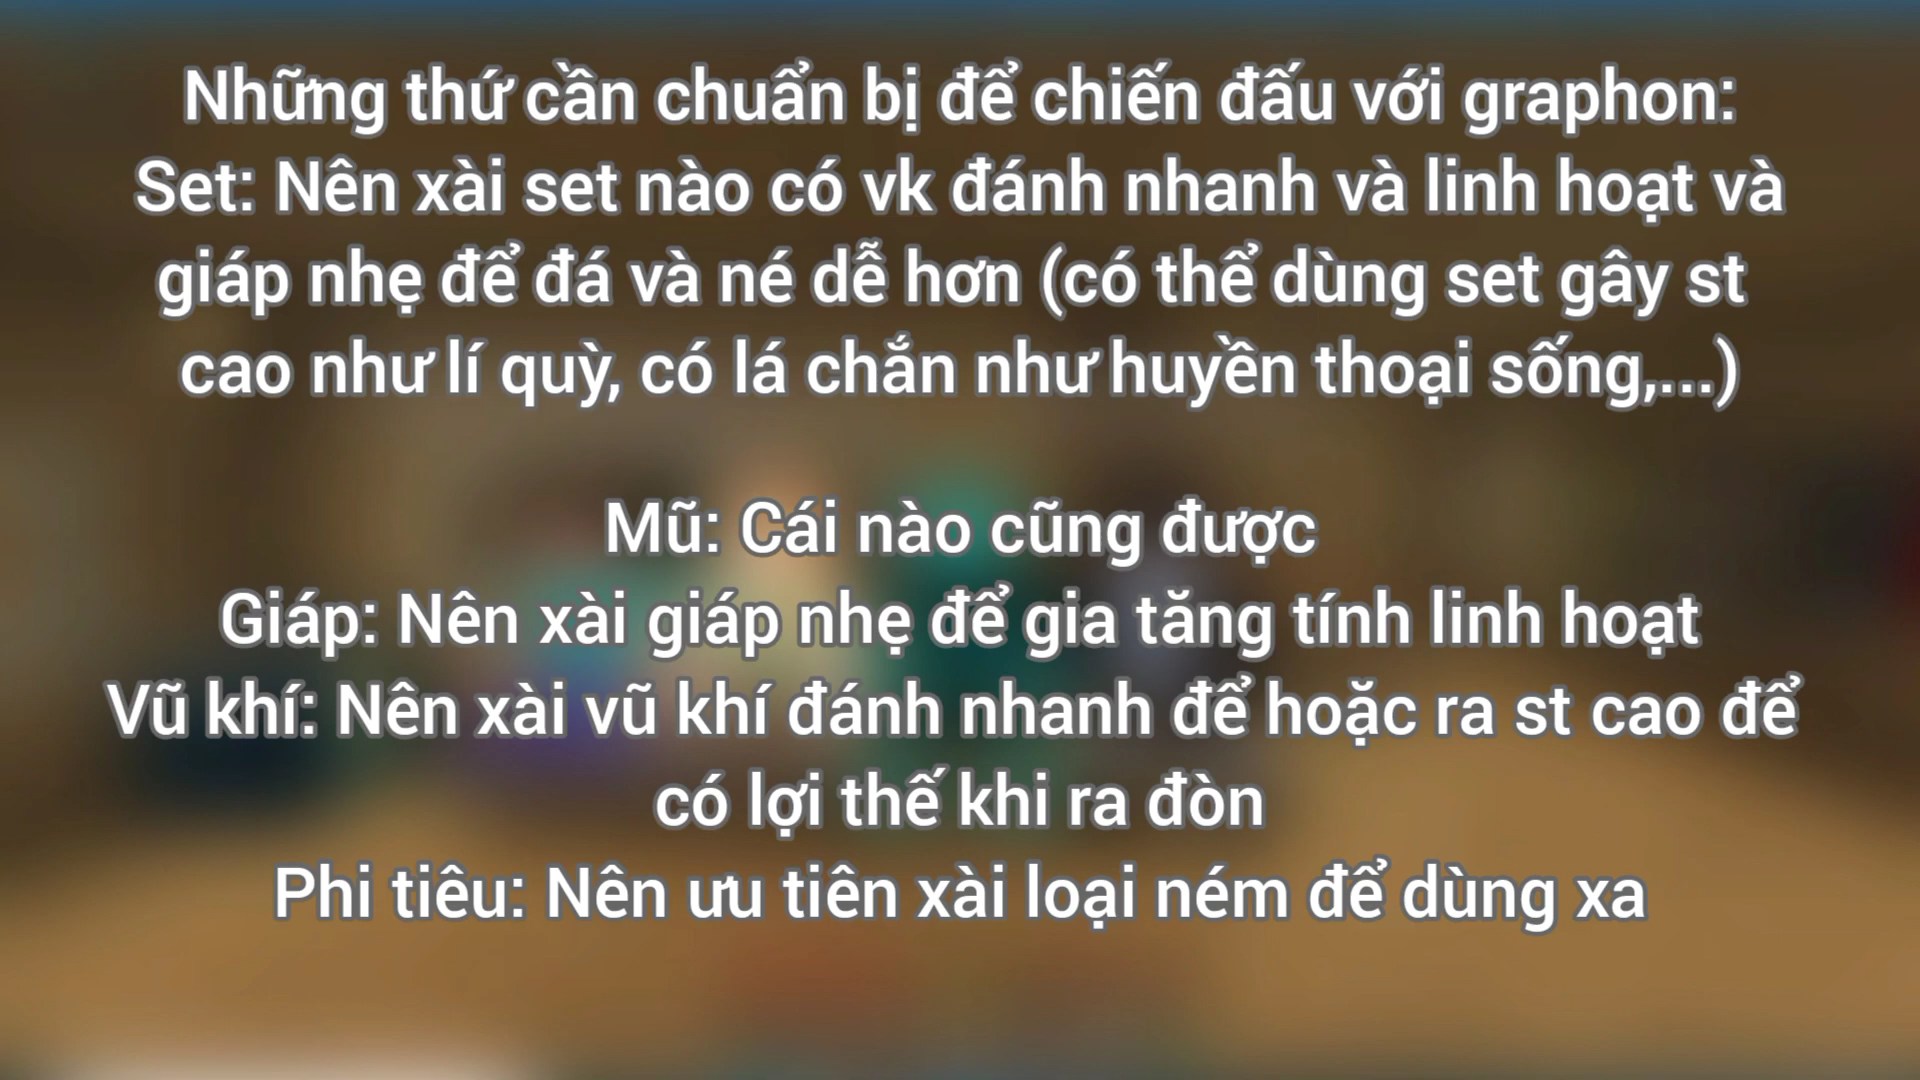 Những thứ cần chuẩn bị để chiến đấu với graphon:
Set: Nên xài set nào có vk đánh nhanh và linh hoạt và
giáp nhẹ để đá và né dễ hơn (có thể dùng set gây st
cao như lí quỳ, có lá chắn như huyền thoại sống,...)
Mũ: Cái nào cũng được
Giáp: Nên xài giáp nhẹ để gia tăng tính linh hoạt
Vũ khí: Nên xài vũ khí đánh nhanh để hoặc ra st cao để
có lợi thế khi ra đòn
Phi tiêu: Nên ưu tiên xài loại ném để dùng xa